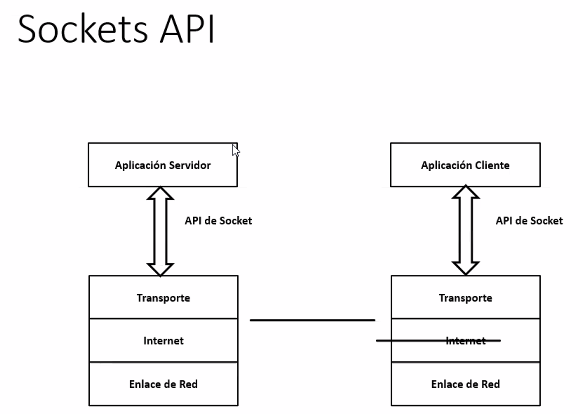 Sockets API
Aplicación Servidor
Aplicación Cliente
API de Socket
API de Socket
Transporte
Transporte
Internet
Internet
Enlace de Red
Enlace de Red